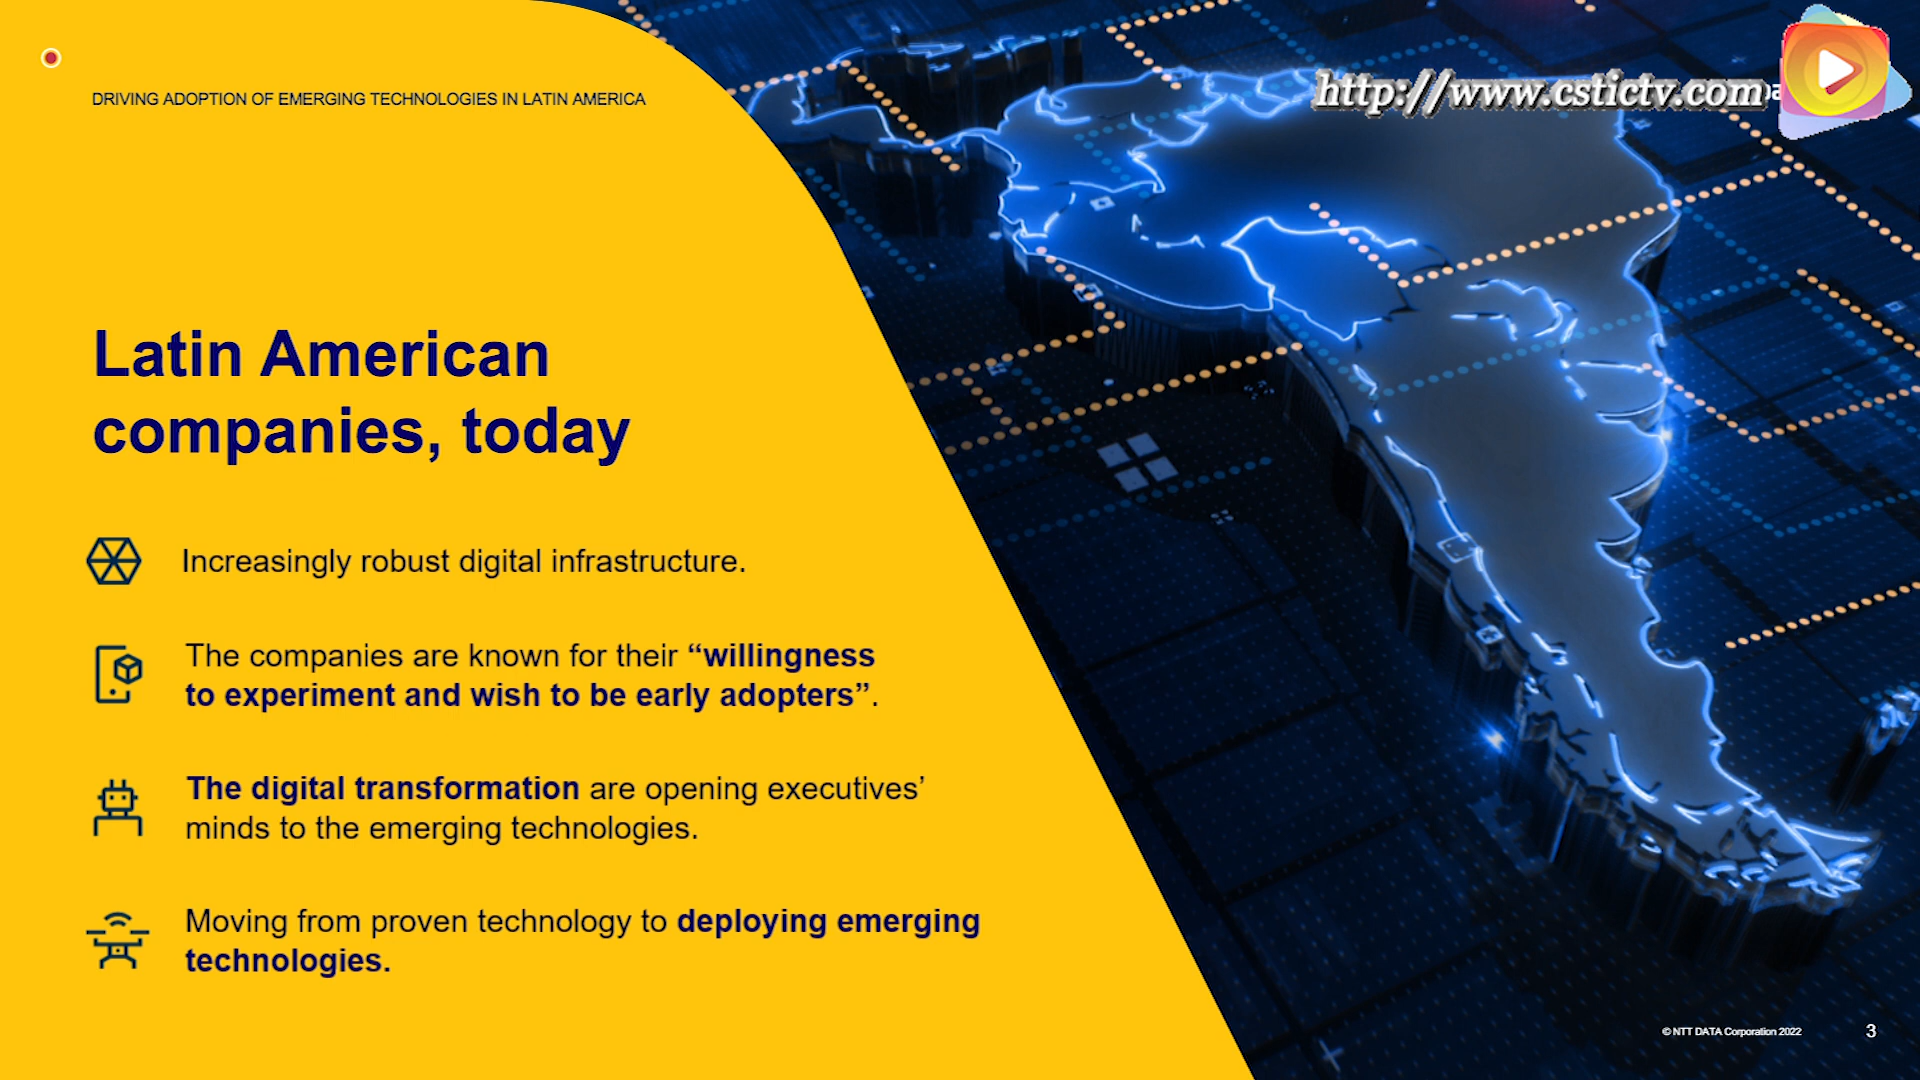 DRIVING ADOPTION OF EMERGING TECHNOLOGIES IN LATIN AMERICA
http://www.cstictv.com
Latin American
companies, today
Increasingly robust digital infrastructure.
The companies are known for their “willingness
to experiment and wish to be early adopters”.
The digital transformation are opening executives’
minds to the emerging technologies.
Moving from proven technology to deploying emerging
technologies.
© NTT DATA Corporation 2022
3